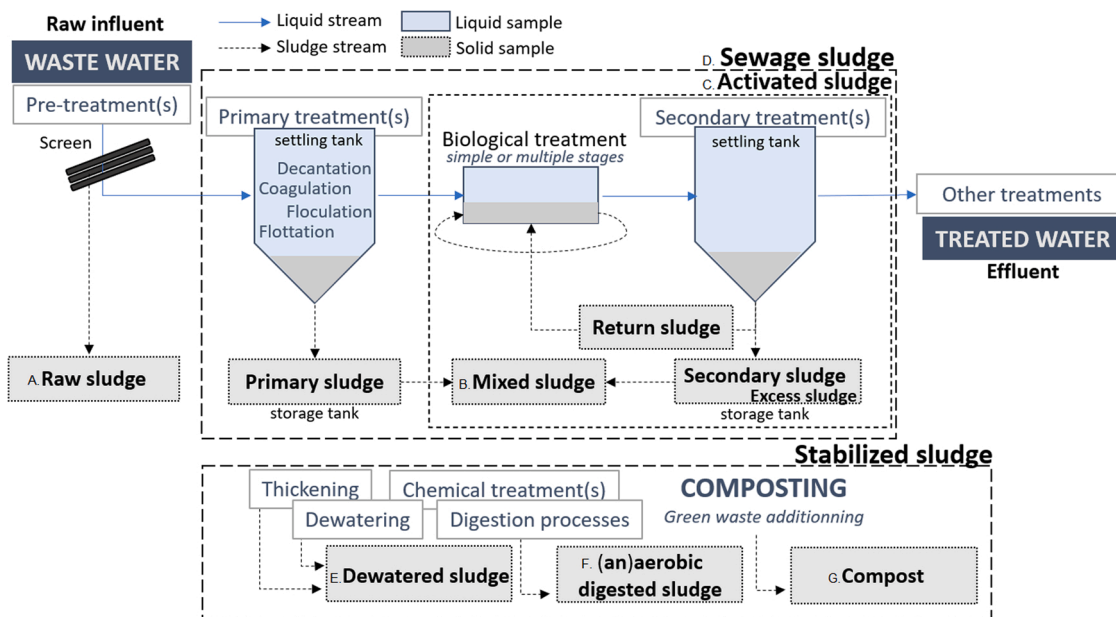 Raw influent
WASTE WATER
Pre-treatment(s)
Screen
Liquid stream
Liquid sample
Sludge stream
Solid sample
D. Sewage sludge
C. Activated sludge
Primary treatment(s)
settling tank
Decantation
Coagulation
Floculation
Flottation
Biological treatment
simple or multiple stages
Secondary treatment(s)
settling tank
Other treatments
TREATED WATER
Effluent
Return sludge
A. Raw sludge
Primary sludge
storage tank
B. Mixed sludge
Secondary sludge
Excess sludge
storage tank
Stabilized sludge
Thickening
Chemical treatment(s)
Dewatering
Digestion processes
COMPOSTING
Green waste additionning
E. Dewatered sludge
F. (an)aerobic
digested sludge
G. Compost